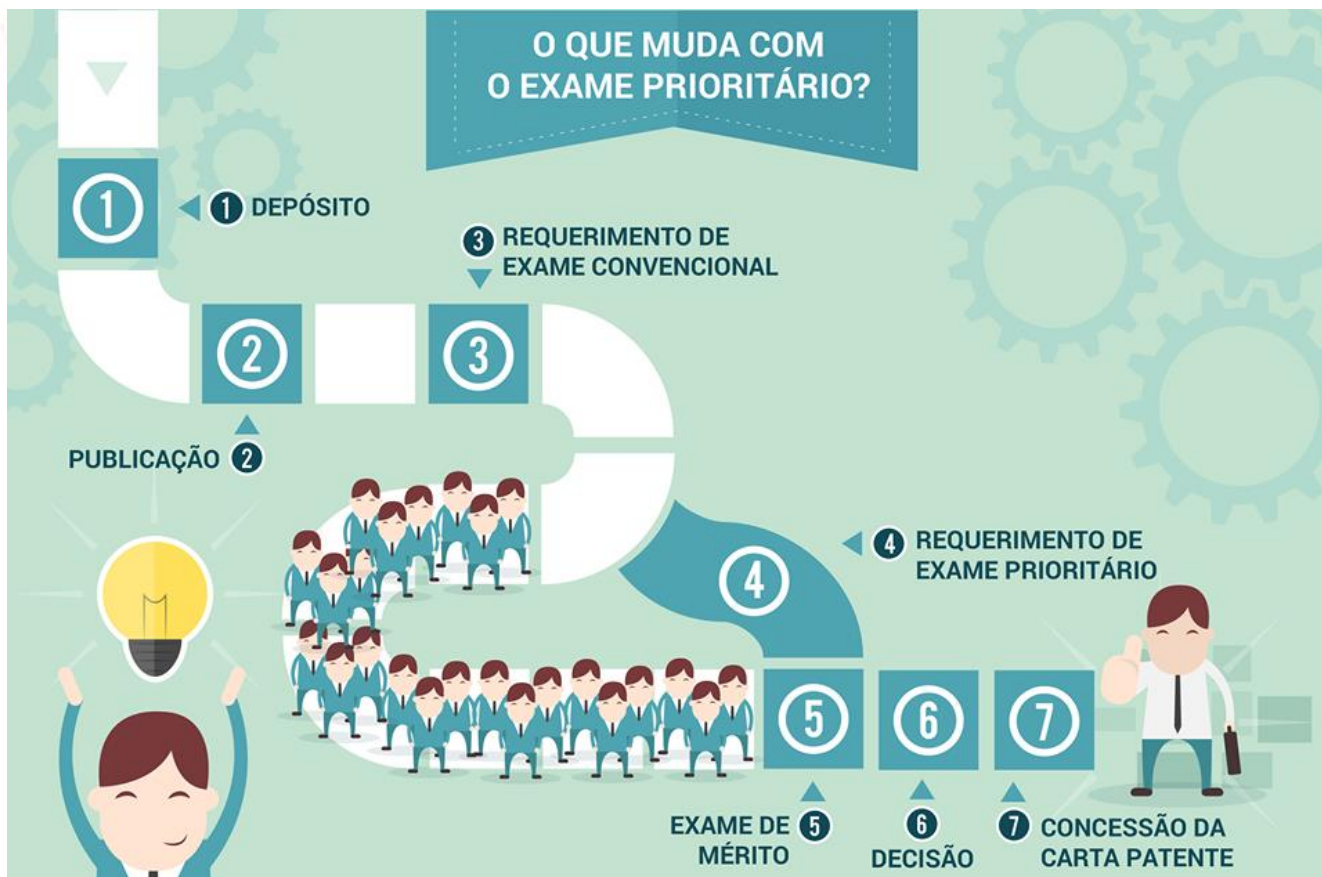 O QUE MUDA COM
O EXAME PRIORITÁRIO?
1
1 DEPÓSITO
3 REQUERIMENTO DE
EXAME CONVENCIONAL
2
3
PUBLICAÇÃO 2
4
4 REQUERIMENTO DE
EXAME PRIORITÁRIO
5
6
7
EXAME DE 5
MÉRITO
6
DECISÃO
7 CONCESSÃO DA
CARTA PATENTE